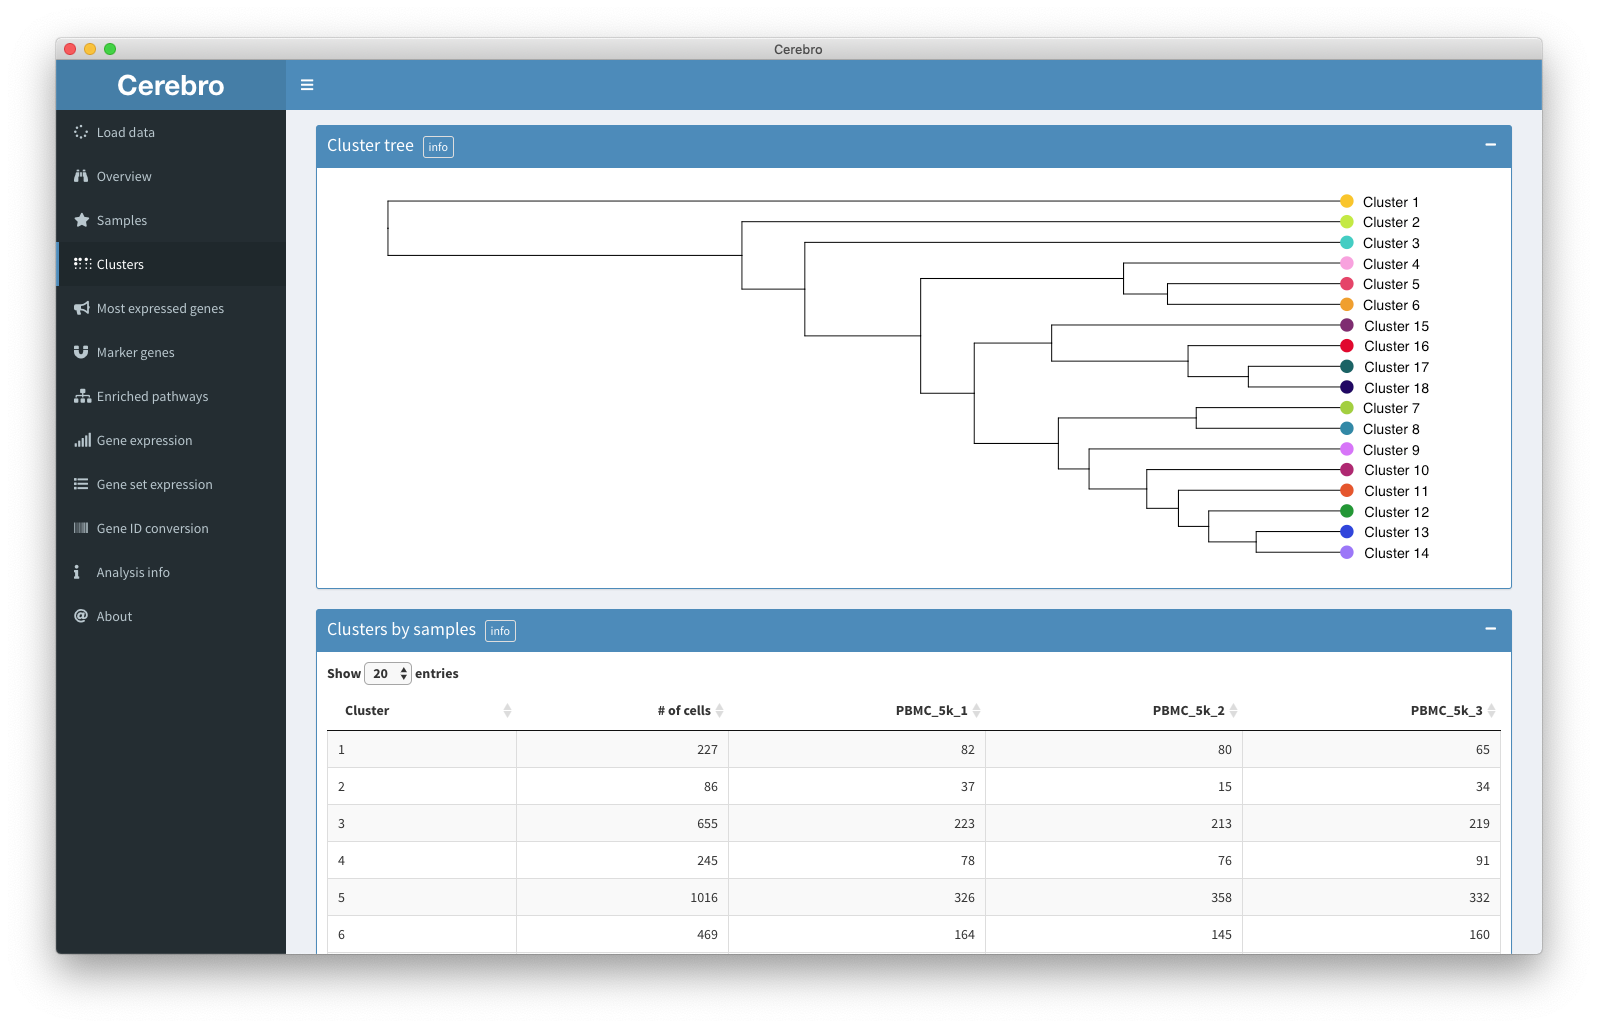 Cerebro
Cerebro
Load data
Overview
Samples
Clusters
Most expressed genes
Marker genes
Enriched pathways
Gene expression
Gene set expression
Gene ID conversion
Analysis info
About
Cluster tree info
Cluster 1
Cluster 2
Cluster 3
Cluster 4
Cluster 5
Cluster 6
Cluster 15
Cluster 16
Cluster 17
Cluster 18
Cluster 7
Cluster 8
Cluster 9
Cluster 10
Cluster 11
Cluster 12
Cluster 13
Cluster 14
Clusters by samples info
Show 20 entries
Cluster # of cells PBMC_5k_1 PBMC_5k_2 PBMC_5k_3
1 227 82 80 65
2 86 37 15 34
3 655 223 213 219
4 245 78 76 91
5 1016 326 358 332
6 469 164 145 160